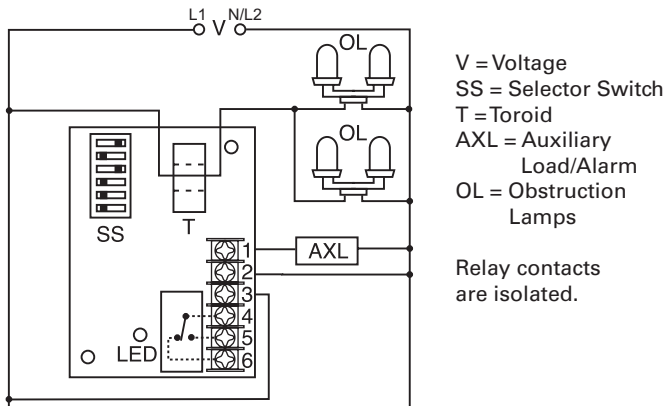 L1 V N/L2
OL
OL
SS
T
1
AXL
2
3
4
5
6
LED
V = Voltage
SS = Selector Switch
T = Toroid
AXL = Auxiliary
Load/Alarm
OL = Obstruction
Lamps
Relay contacts
are isolated.